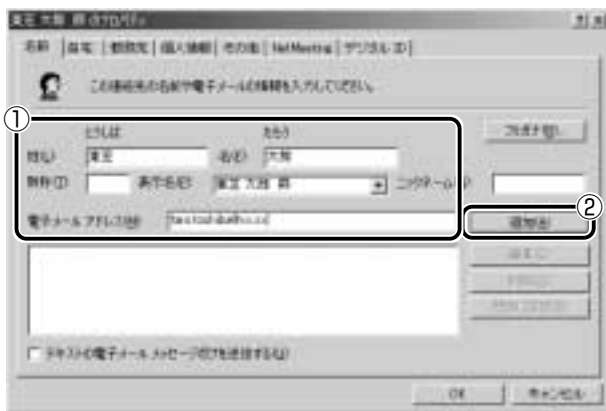 東芝 太郎 様のプロパティ
名前 自宅 勤務先 個人情報 その他 NetMeeting デジタル ID
この連絡先の名前や電子メールの情報を入力してください。
①
とうしば たろう フリガナ
姓(L) 東芝 名(F) 太郎
敬称(T) 表示名(D) 東芝 太郎 様 ニックネーム
電子メール アドレス 追加(A) ②
テキストの電子メール メッセージだけを送信する(U)
OK キャンセル